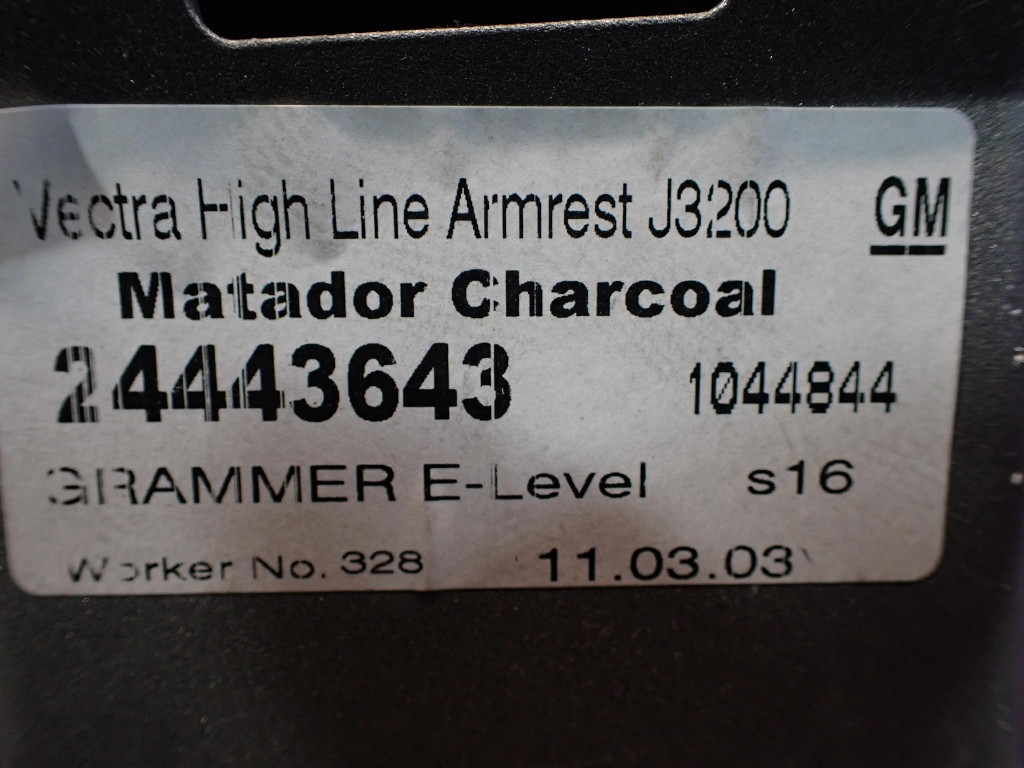 Vectra High Line Armrest J3200 GM
Matador Charcoal
24443643 1044844
GRAMMER E-Level s16
Worker No. 328 11.03.03